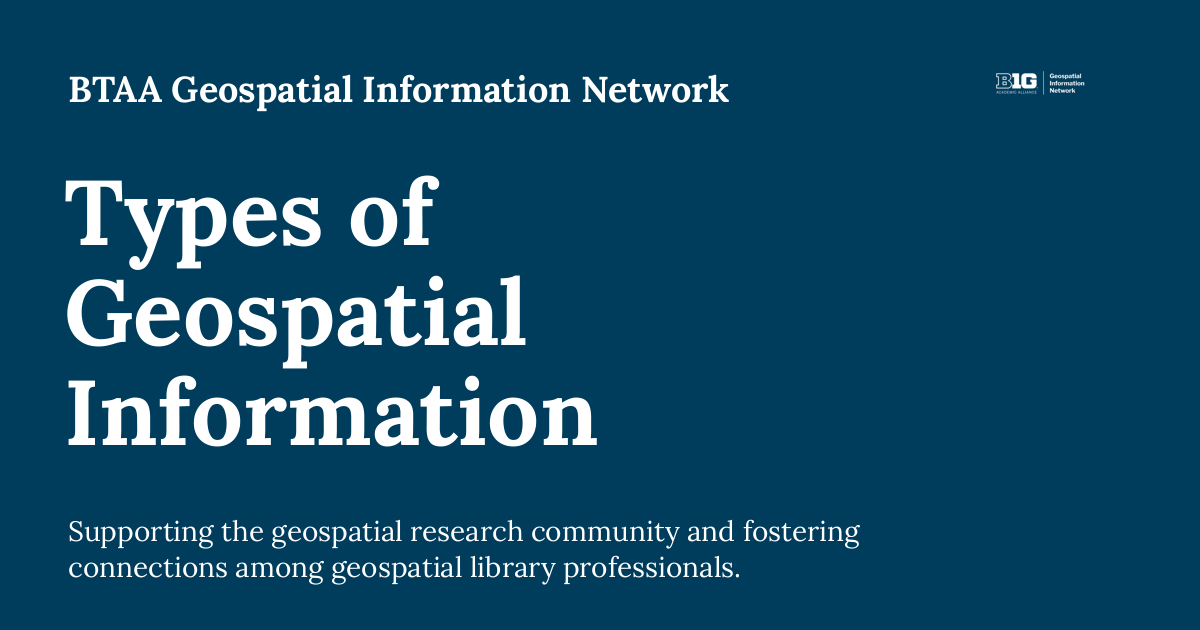 BTAA Geospatial Information Network
B1G
ACADEMIC ALLIANCE
Geospatial
Information
Network
Types of
Geospatial
Information
Supporting the geospatial research community and fostering
connections among geospatial library professionals.